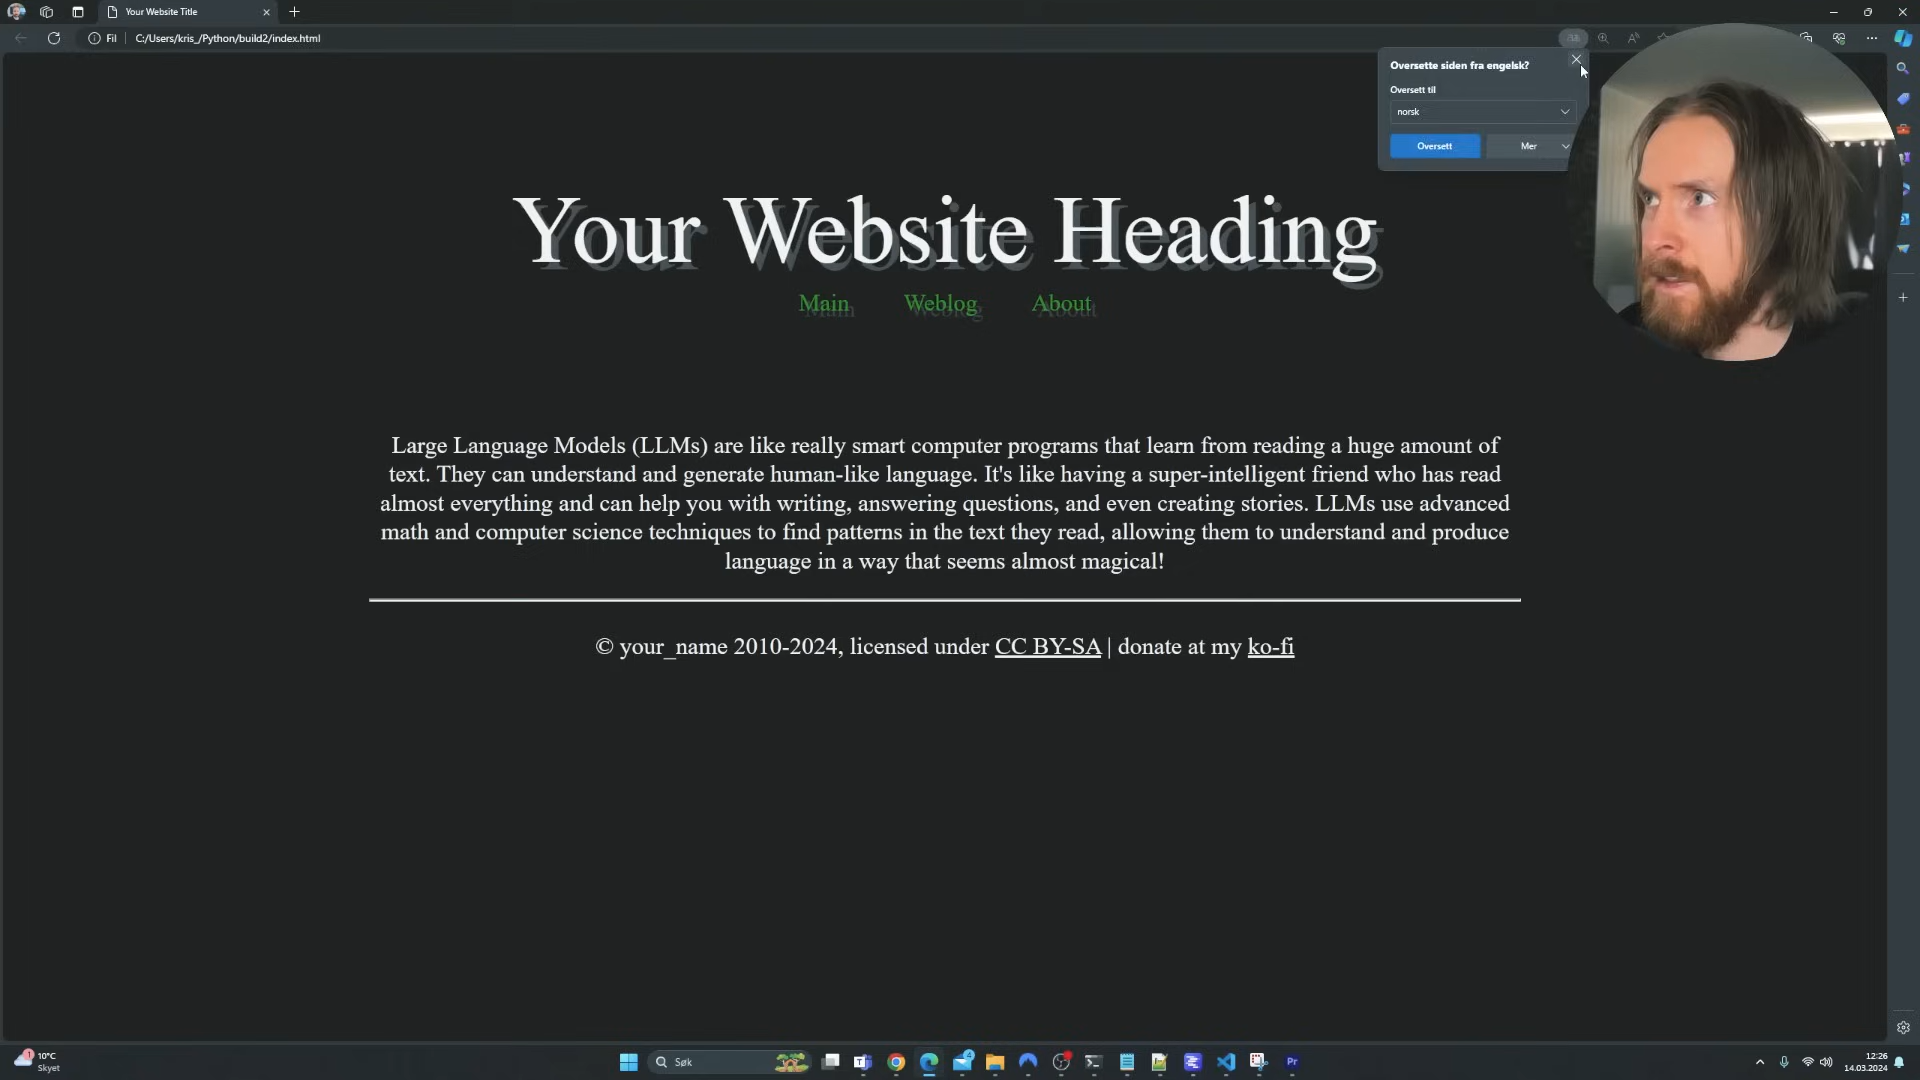 Your Website Title
Fil
C:/Users/kris_/Python/build2/index.html
Oversette siden fra engelsk?
Oversett til
norsk
Oversett
Mer
Your Website Heading
Main
Weblog
About
Large Language Models (LLMs) are like really smart computer programs that learn from reading a huge amount of
text. They can understand and generate human-like language. It's like having a super-intelligent friend who has read
almost everything and can help you with writing, answering questions, and even creating stories. LLMs use advanced
math and computer science techniques to find patterns in the text they read, allowing them to understand and produce
language in a way that seems almost magical!
© your_name 2010-2024, licensed under CC BY-SA | donate at my ko-fi
1
10°C
Skyet
Søk
4
Pr
12:26
14.03.2024